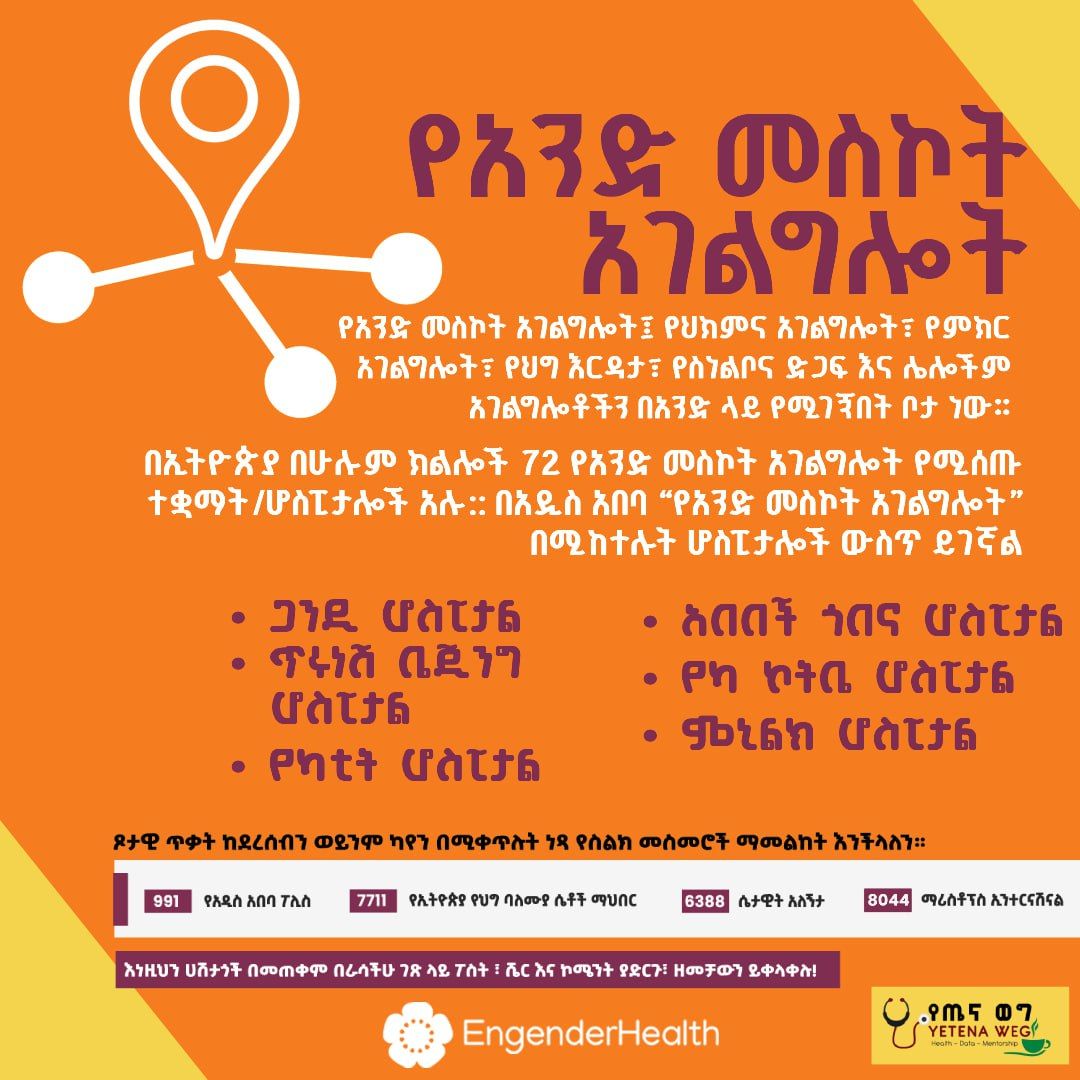 የአንድ መስኮት
አገልግሎት
የአንድ መስኮት አገልግሎት፤ የህክምና አገልግሎት፣ የምክር
አገልግሎት፣ የህግ እርዳታ፣ የስነልቦና ድጋፍ እና ሌሎችም
አገልግሎቶችን በአንድ ላይ የሚገኝበት ቦታ ነው።
በኢትዮጵያ በሁሉም ክልሎች 72 የአንድ መስኮት አገልግሎት የሚሰጡ
ተቋማት/ሆስፒታሎች አሉ:: በአዲስ አበባ “የአንድ መስኮት አገልግሎት”
በሚከተሉት ሆስፒታሎች ውስጥ ይገኛል
• ጋንዲ ሆስፒታል
• ጥሩነሽ ቤጂንግ
ሆስፒታል
• የካቲት ሆስፒታል
• አበበች ጎበና ሆስፒታል
• የካ ኮትቤ ሆስፒታል
• ምኒልክ ሆስፒታል
ጾታዊ ጥቃት ከደረሰብን ወይንም ካየን በሚቀጥሉት ነጻ የስልክ መስመሮች ማመልከት እንችላለን።
991 የአዲስ አበባ ፖሊስ 7711 የኢትዮጵያ የህግ ባለሙያ ሴቶች ማህበር 6388 ሴታዊት አለኝታ 8044 ማሪስቶፕስ ኢንተርናሽናል
እነዚህን ሀሽታጎች በመጠቀም በራሳችሁ ገጽ ላይ ፖስት ፣ ሼር እና ኮሜንት ያድርጉ፣ ዘመቻውን ይቀላቀሉ!
EngenderHealth
የጤና ወግ
YETENA WEG
Health - Data - Mentorship